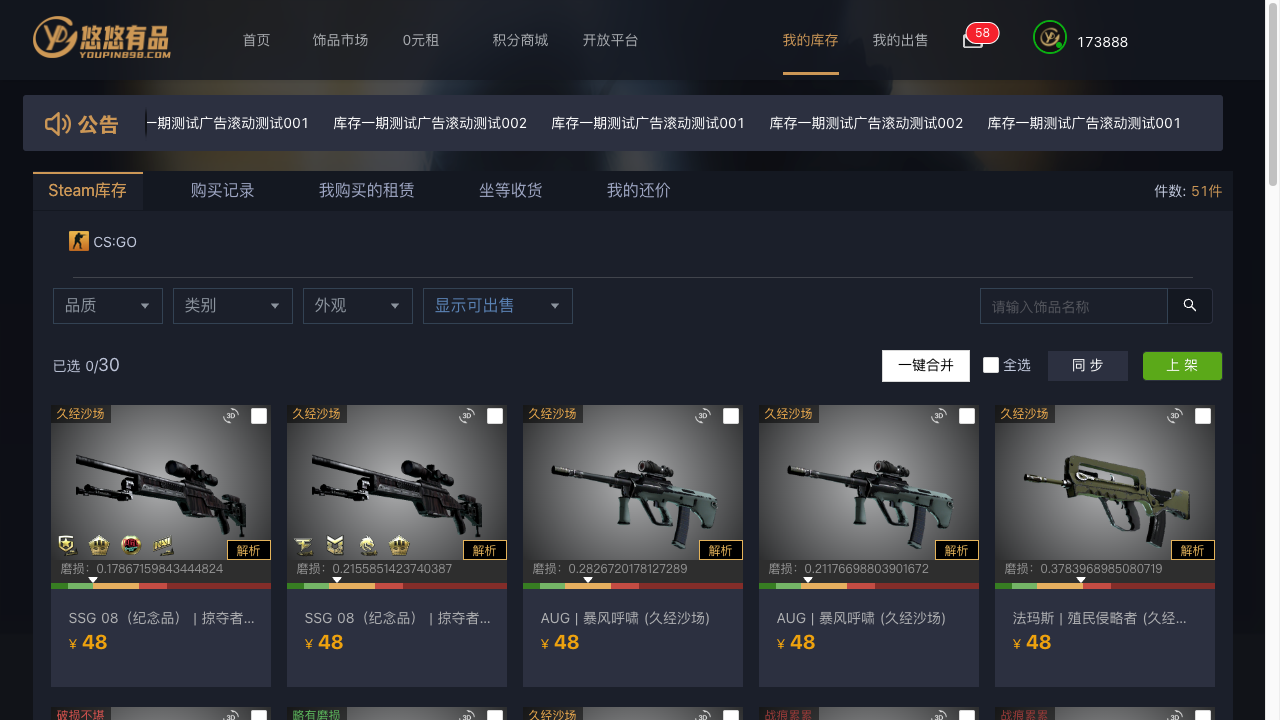 悠悠有品
YOUPIN898.COM
首页 饰品市场 0元租 积分商城 开放平台 我的库存 我的出售 58 173888
公告 一期测试广告滚动测试001 库存一期测试广告滚动测试002 库存一期测试广告滚动测试001 库存一期测试广告滚动测试002 库存一期测试广告滚动测试001
Steam库存 购买记录 我购买的租赁 坐等收货 我的还价 件数: 51件
CS:GO
品质 类别 外观 显示可出售 请输入饰品名称
已选 0/30 一键合并 全选 同 步 上 架
久经沙场 3D 久经沙场 3D 久经沙场 3D 久经沙场 3D 久经沙场 3D
解析 解析 解析 解析 解析
磨损：0.17867159843444824 磨损：0.2155851423740387 磨损：0.2826720178127289 磨损：0.21176698803901672 磨损：0.3783968985080719
SSG 08（纪念品） | 掠夺者... SSG 08（纪念品） | 掠夺者... AUG | 暴风呼啸 (久经沙场) AUG | 暴风呼啸 (久经沙场) 法玛斯 | 殖民侵略者 (久经...
¥ 48 ¥ 48 ¥ 48 ¥ 48 ¥ 48
破损不堪 3D 略有磨损 3D 久经沙场 3D 战痕累累 3D 战痕累累 3D